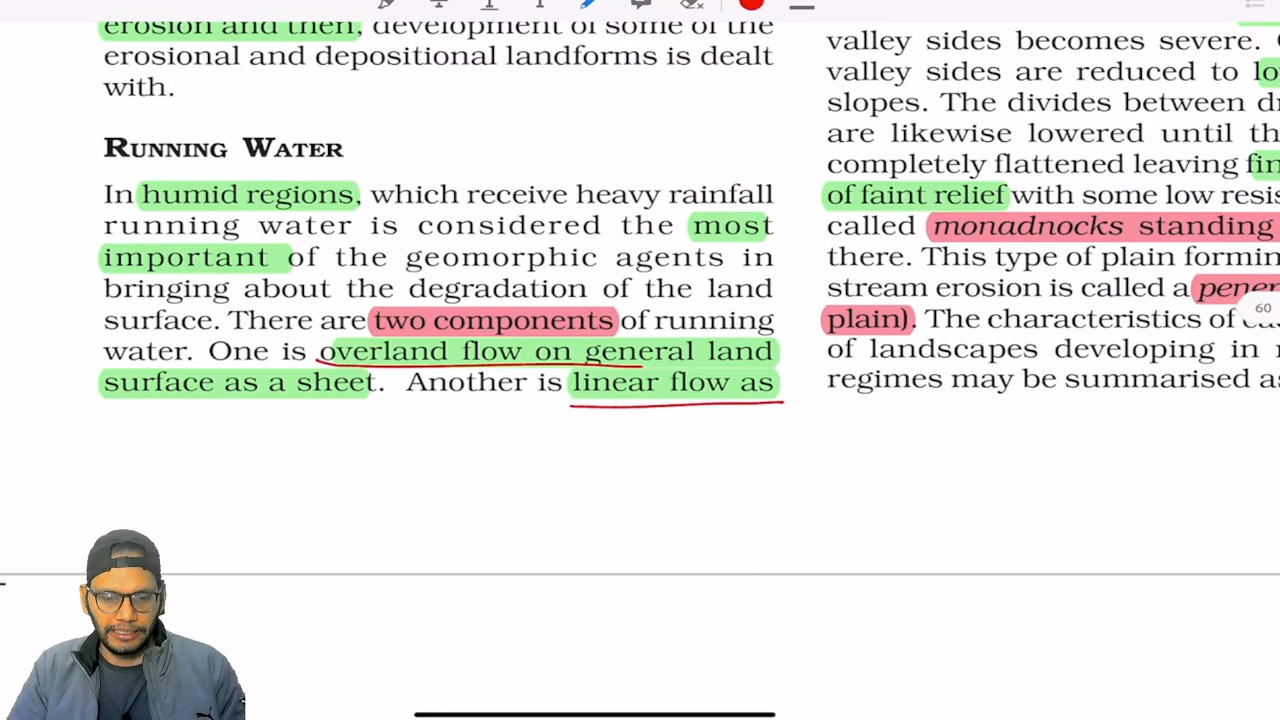 erosion and then, development of some of the
erosional and depositional landforms is dealt
with.
RUNNING WATER
In humid regions, which receive heavy rainfall
running water is considered the most
important of the geomorphic agents in
bringing about the degradation of the land
surface. There are two components of running
water. One is overland flow on general land
surface as a sheet. Another is linear flow as
valley sides becomes severe.
valley sides are reduced to
slopes. The divides between
are likewise lowered until
completely flattened leaving
of faint relief with some low
called monadnocks standing
there. This type of plain
stream erosion is called a
plain). The characteristics of
of landscapes developing in
regimes may be summarised
60